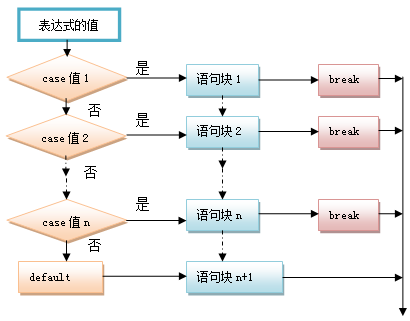 表达式的值
case 值 1
是
语句块 1
break
否
case 值 2
是
语句块 2
break
否
case 值 n
是
语句块 n
break
否
default
语句块 n+1